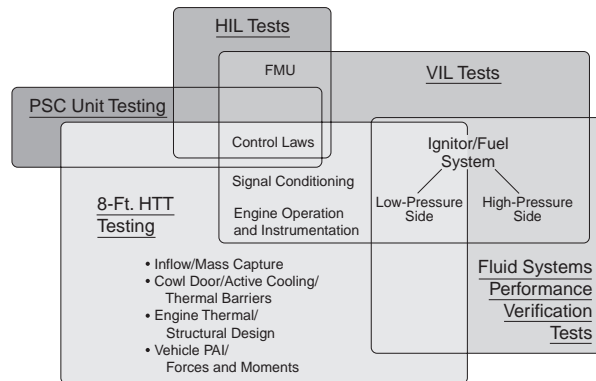 HIL Tests
FMU
VIL Tests
PSC Unit Testing
Control Laws
Ignitor/Fuel
System
Signal Conditioning
Low-Pressure
Side
High-Pressure
Side
8-Ft. HTT
Testing
Engine Operation
and Instrumentation
• Inflow/Mass Capture
• Cowl Door/Active Cooling/
Thermal Barriers
• Engine Thermal/
Structural Design
• Vehicle PAI/
Forces and Moments
Fluid Systems
Performance
Verification
Tests